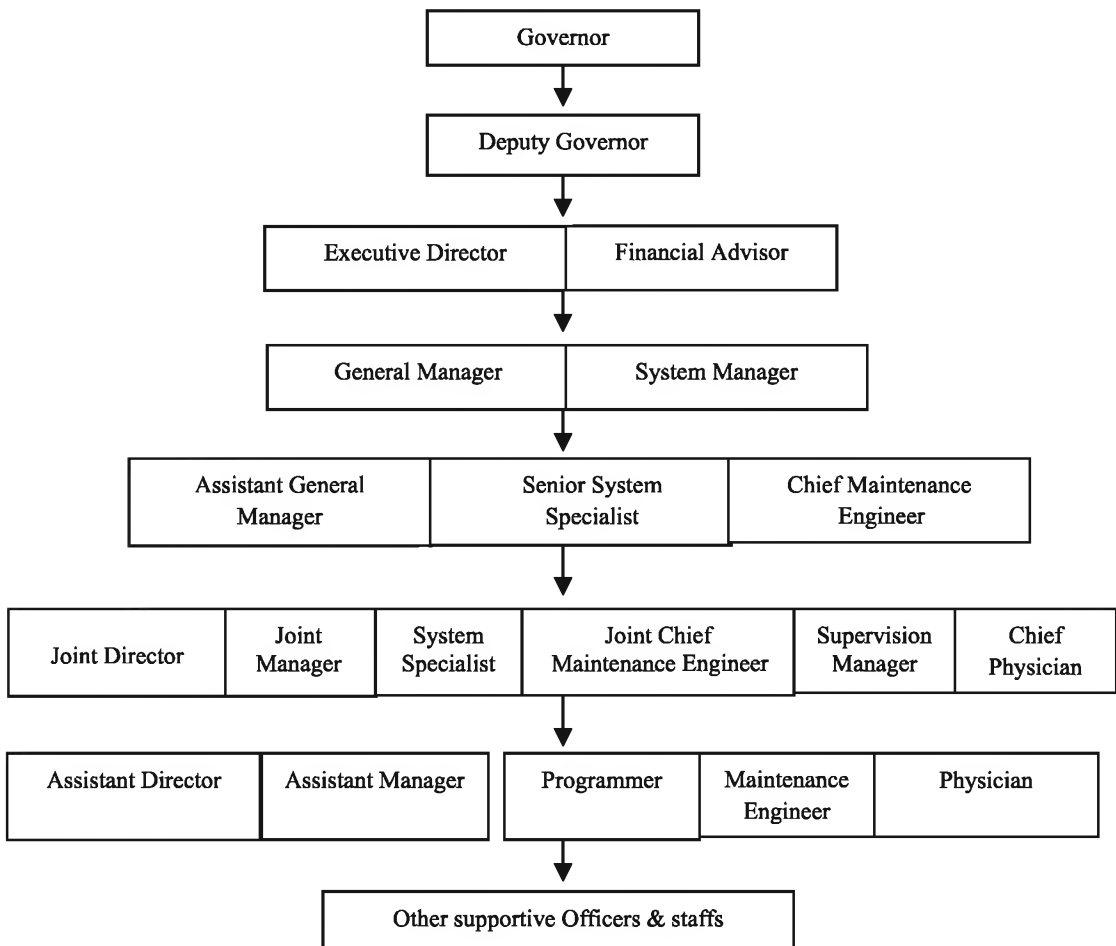 Governor
Deputy Governor
Executive Director
Financial Advisor
General Manager
System Manager
Assistant General
Manager
Senior System
Specialist
Chief Maintenance
Engineer
Joint Director
Joint
Manager
System
Specialist
Joint Chief
Maintenance Engineer
Supervision
Manager
Chief
Physician
Assistant Director
Assistant Manager
Programmer
Maintenance
Engineer
Physician
Other supportive Officers & staffs